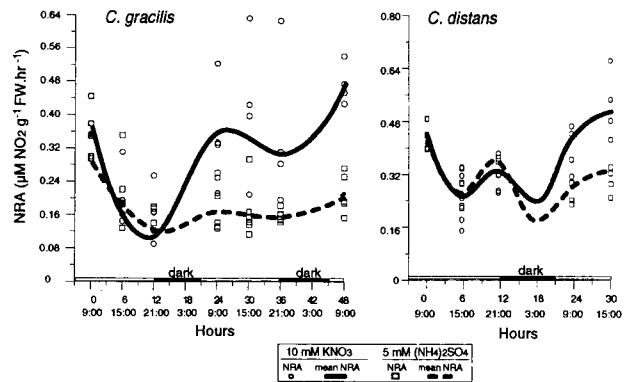 C. gracilis
C. distans
NRA (µM NO2 g-1 FW.hr-1)
0.64
0.56
0.48
0.40
0.32
0.24
0.16
0.08
0.80
0.64
0.48
0.32
0.16
0
dark
dark
dark
0 6 12 18 24 30 36 42 48
9:00 15:00 21:00 3:00 9:00 15:00 21:00 3:00 9:00
Hours
0 6 12 18 24 30
9:00 15:00 21:00 3:00 9:00 15:00
Hours
10 mM KNO3 5 mM (NH4)2SO4
NRA mean NRA NRA mean NRA